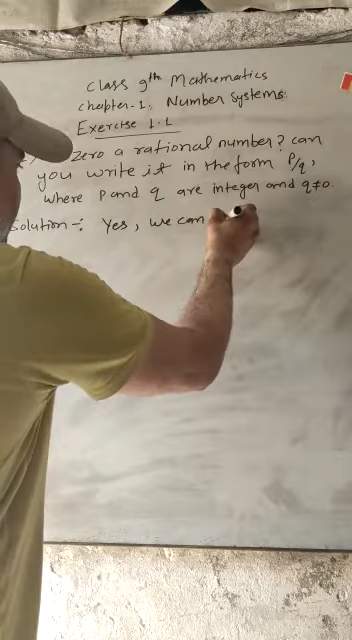 Class 9th Mathematics
chapter-1, Number Systems.
Exercise 1.1
Zero a rational number? can
you write it in the form P/q,
where P and q are integer and q≠0.
Solution:- Yes, we can